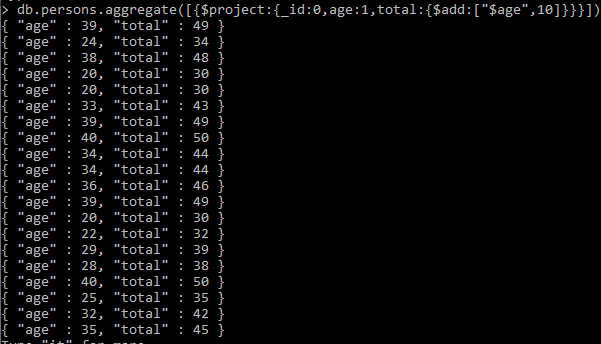 > db.persons.aggregate([{$project:{_id:0,age:1,total:{$add:["$age",10]}}}])
{ "age" : 39, "total" : 49 }
{ "age" : 24, "total" : 34 }
{ "age" : 38, "total" : 48 }
{ "age" : 20, "total" : 30 }
{ "age" : 20, "total" : 30 }
{ "age" : 33, "total" : 43 }
{ "age" : 39, "total" : 49 }
{ "age" : 40, "total" : 50 }
{ "age" : 34, "total" : 44 }
{ "age" : 34, "total" : 44 }
{ "age" : 36, "total" : 46 }
{ "age" : 39, "total" : 49 }
{ "age" : 20, "total" : 30 }
{ "age" : 22, "total" : 32 }
{ "age" : 29, "total" : 39 }
{ "age" : 28, "total" : 38 }
{ "age" : 40, "total" : 50 }
{ "age" : 25, "total" : 35 }
{ "age" : 32, "total" : 42 }
{ "age" : 35, "total" : 45 }
Type "it" for more